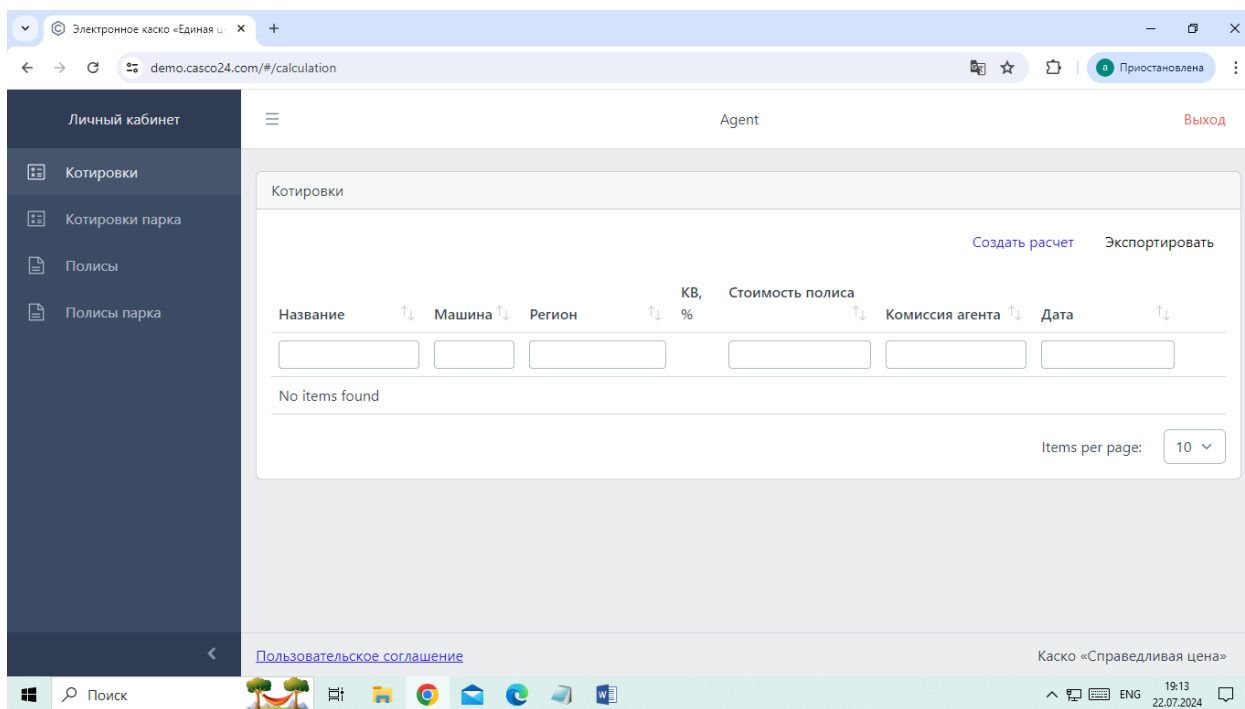 Электронное каско «Единая ц
demo.casco24.com/#/calculation
а Приостановлена
Личный кабинет
Agent
Выход
Котировки
Котировки парка
Полисы
Полисы парка
Котировки
Создать расчет Экспортировать
Название Машина Регион КВ, % Стоимость полиса Комиссия агента Дата
No items found
Items per page: 10
Пользовательское соглашение
Каско «Справедливая цена»
Поиск
ENG
19:13
22.07.2024